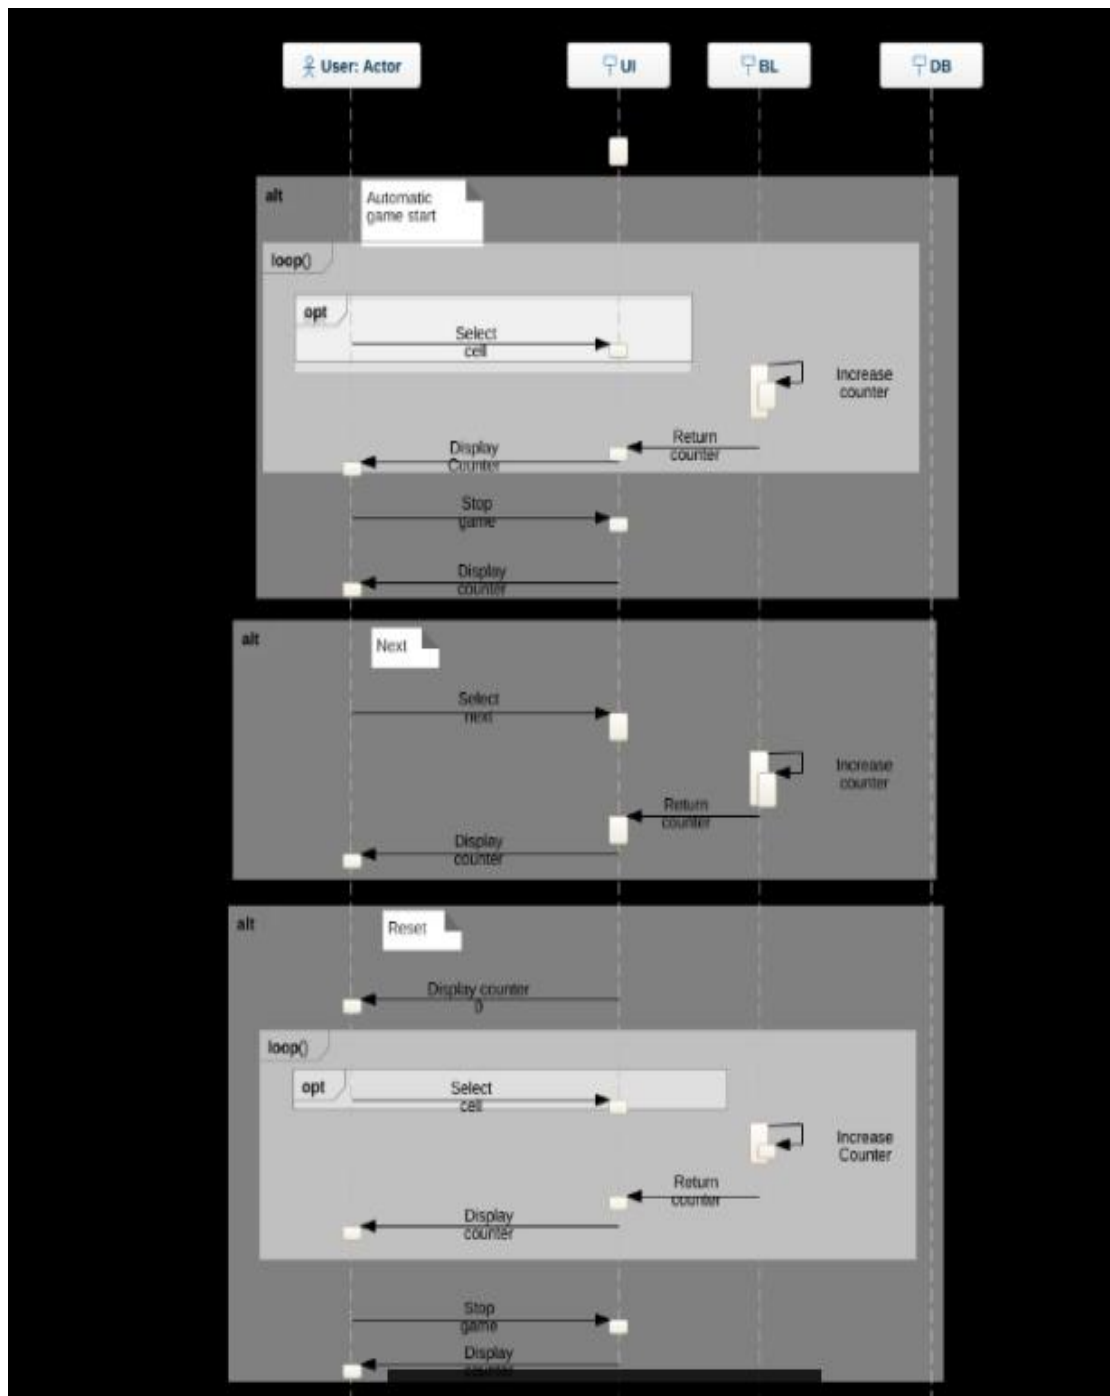 User: Actor
UI
BL
DB
alt
Automatic
game start
loop()
opt
Select
cell
Increase
counter
Return
counter
Display
Counter
Stop
game
Display
counter
alt
Next
Select
next
Increase
counter
Return
counter
Display
counter
alt
Reset
Display counter
0
loop()
opt
Select
cell
Increase
Counter
Return
counter
Display
counter
Stop
game
Display